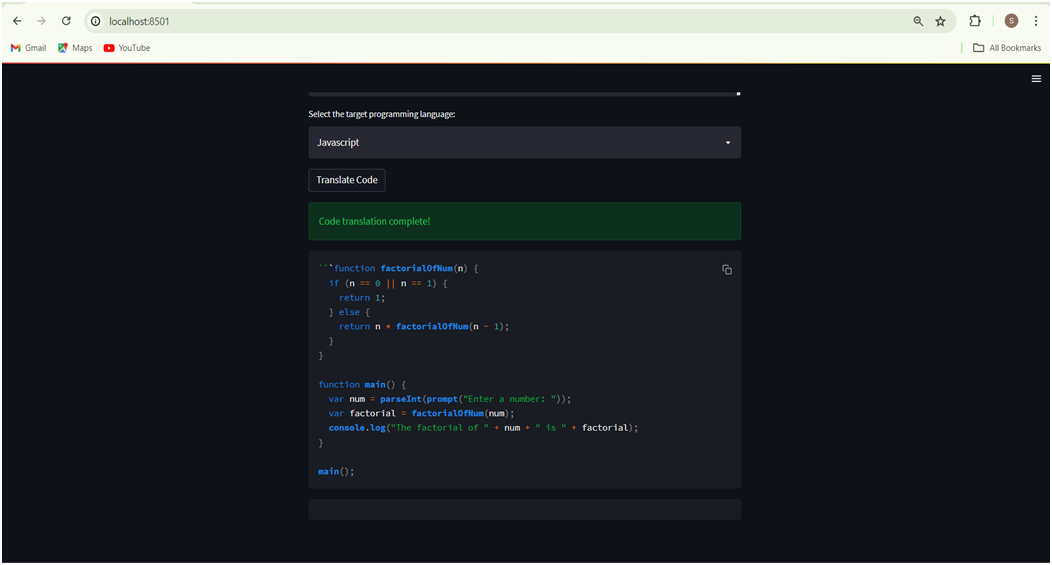 localhost:8501
S
Gmail Maps YouTube All Bookmarks
Select the target programming language:
Javascript
Translate Code
Code translation complete!
```function factorialOfNum(n) {
  if (n == 0 || n == 1) {
    return 1;
  } else {
    return n * factorialOfNum(n - 1);
  }
}

function main() {
  var num = parseInt(prompt("Enter a number: "));
  var factorial = factorialOfNum(num);
  console.log("The factorial of " + num + " is " + factorial);
}

main();